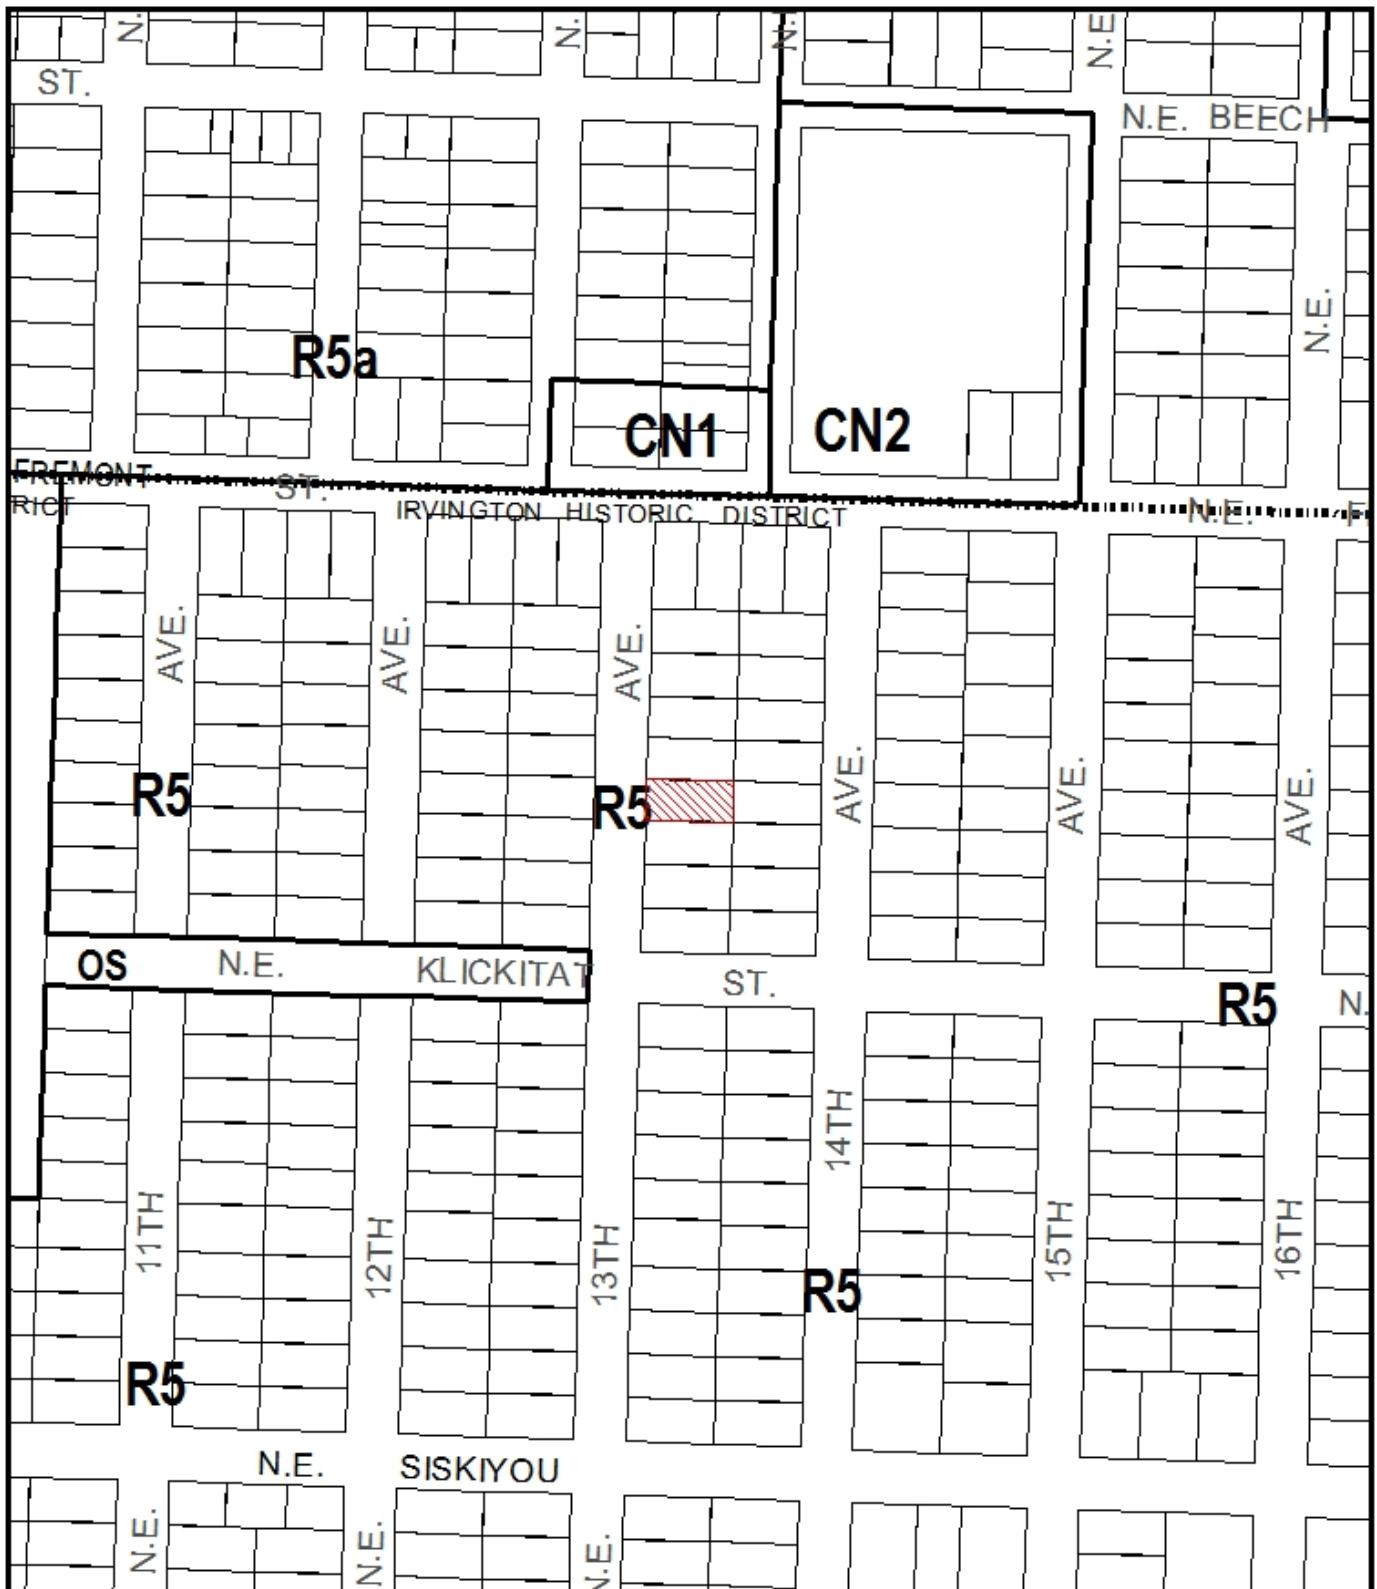 N.
N.
N.
N.E
ST.
N.E. BEECH
N.E.
R5a
CN1
CN2
FREMONT
ST.
RICT
IRVINGTON HISTORIC DISTRICT
N.E.
AVE.
AVE.
AVE.
AVE.
AVE.
AVE.
R5
R5
OS
N.E.
KLICKITAT
ST.
R5
N.
14TH
11TH
12TH
13TH
15TH
16TH
R5
R5
N.E.
SISKIYOU
N.E.
N.E.
N.E.